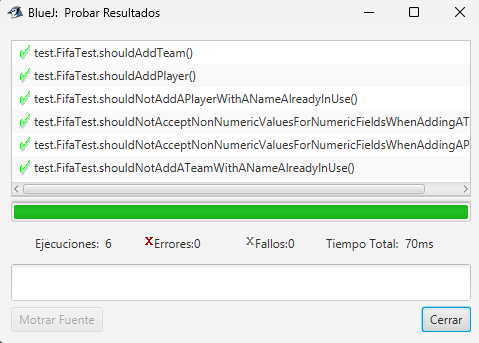 BlueJ: Probar Resultados
test.FifaTest.shouldAddTeam()
test.FifaTest.shouldAddPlayer()
test.FifaTest.shouldNotAddAPlayerWithANameAlreadyInUse()
test.FifaTest.shouldNotAcceptNonNumericValuesForNumericFieldsWhenAddingAT
test.FifaTest.shouldNotAcceptNonNumericValuesForNumericFieldsWhenAddingAP
test.FifaTest.shouldNotAddATeamWithANameAlreadyInUse()
Ejecuciones: 6 Errores:0 Fallos:0 Tiempo Total: 70ms
Motrar Fuente Cerrar